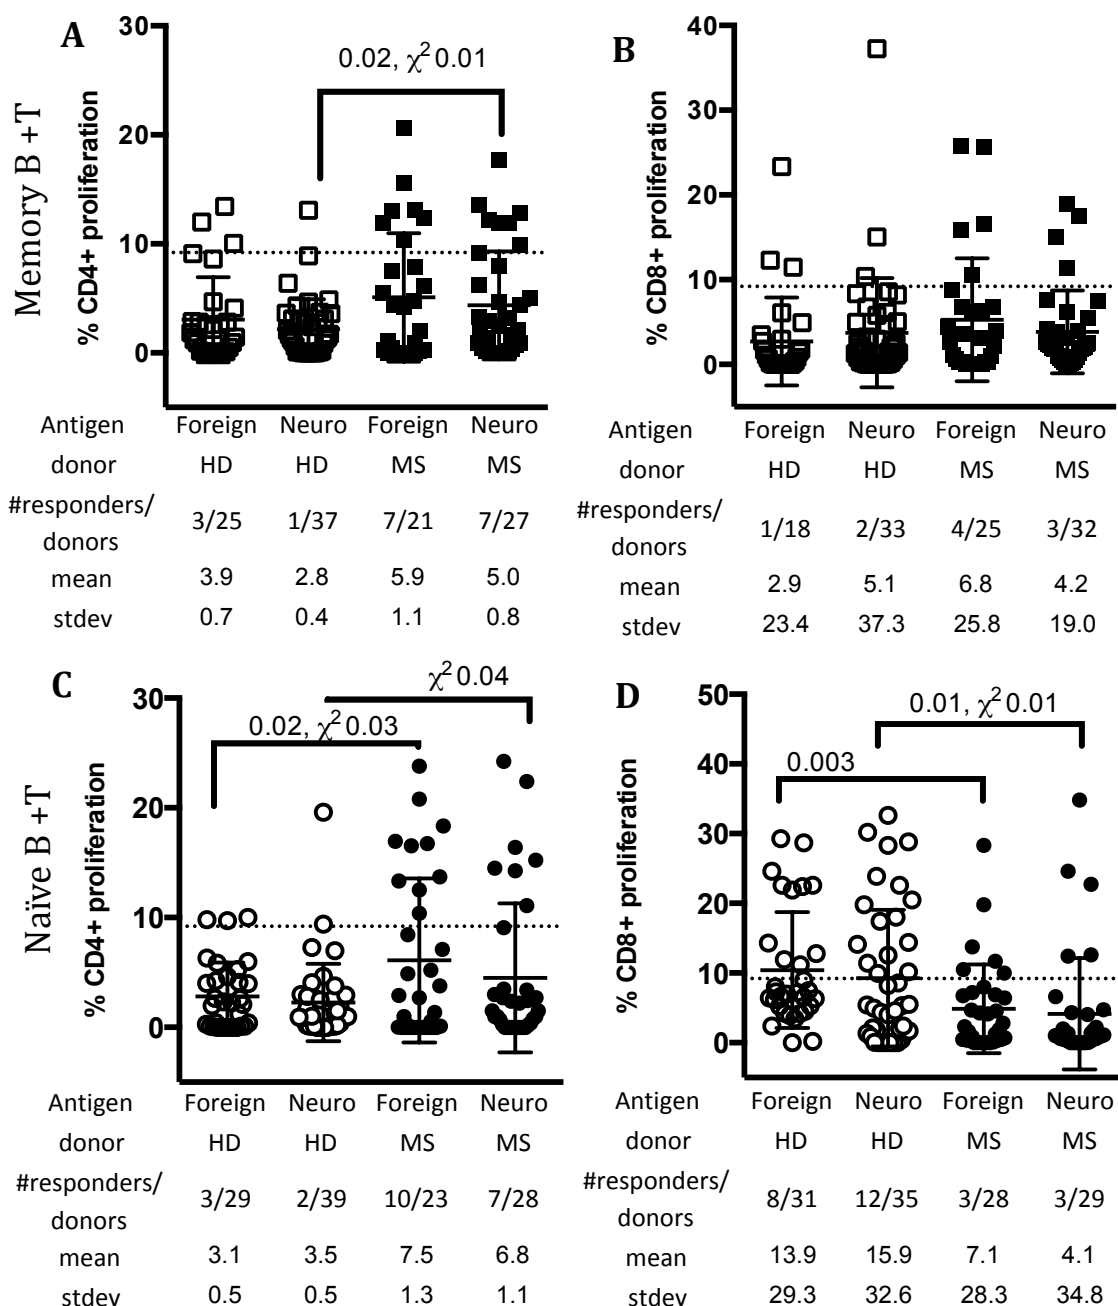 A
Memory B +T
% CD4+ proliferation
30
20
10
0
0.02, χ² 0.01
Antigen Foreign Neuro Foreign Neuro
donor HD HD MS MS
#responders/
donors 3/25 1/37 7/21 7/27
mean 3.9 2.8 5.9 5.0
stdev 0.7 0.4 1.1 0.8
B
% CD8+ proliferation
40
30
20
10
0
Antigen Foreign Neuro Foreign Neuro
donor HD HD MS MS
#responders/
donors 1/18 2/33 4/25 3/32
mean 2.9 5.1 6.8 4.2
stdev 23.4 37.3 25.8 19.0
C
Naïve B +T
% CD4+ proliferation
30
20
10
0
χ² 0.04
0.02, χ² 0.03
Antigen Foreign Neuro Foreign Neuro
donor HD HD MS MS
#responders/
donors 3/29 2/39 10/23 7/28
mean 3.1 3.5 7.5 6.8
stdev 0.5 0.5 1.3 1.1
D
% CD8+ proliferation
50
40
30
20
10
0
0.01, χ² 0.01
0.003
Antigen Foreign Neuro Foreign Neuro
donor HD HD MS MS
#responders/
donors 8/31 12/35 3/28 3/29
mean 13.9 15.9 7.1 4.1
stdev 29.3 32.6 28.3 34.8